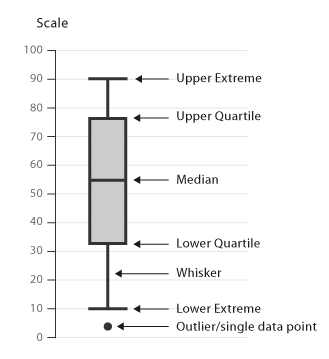 Scale
100
90 Upper Extreme
80
Upper Quartile
70
60
Median
50
40
Lower Quartile
30
Whisker
20
10 Lower Extreme
Outlier/single data point
0